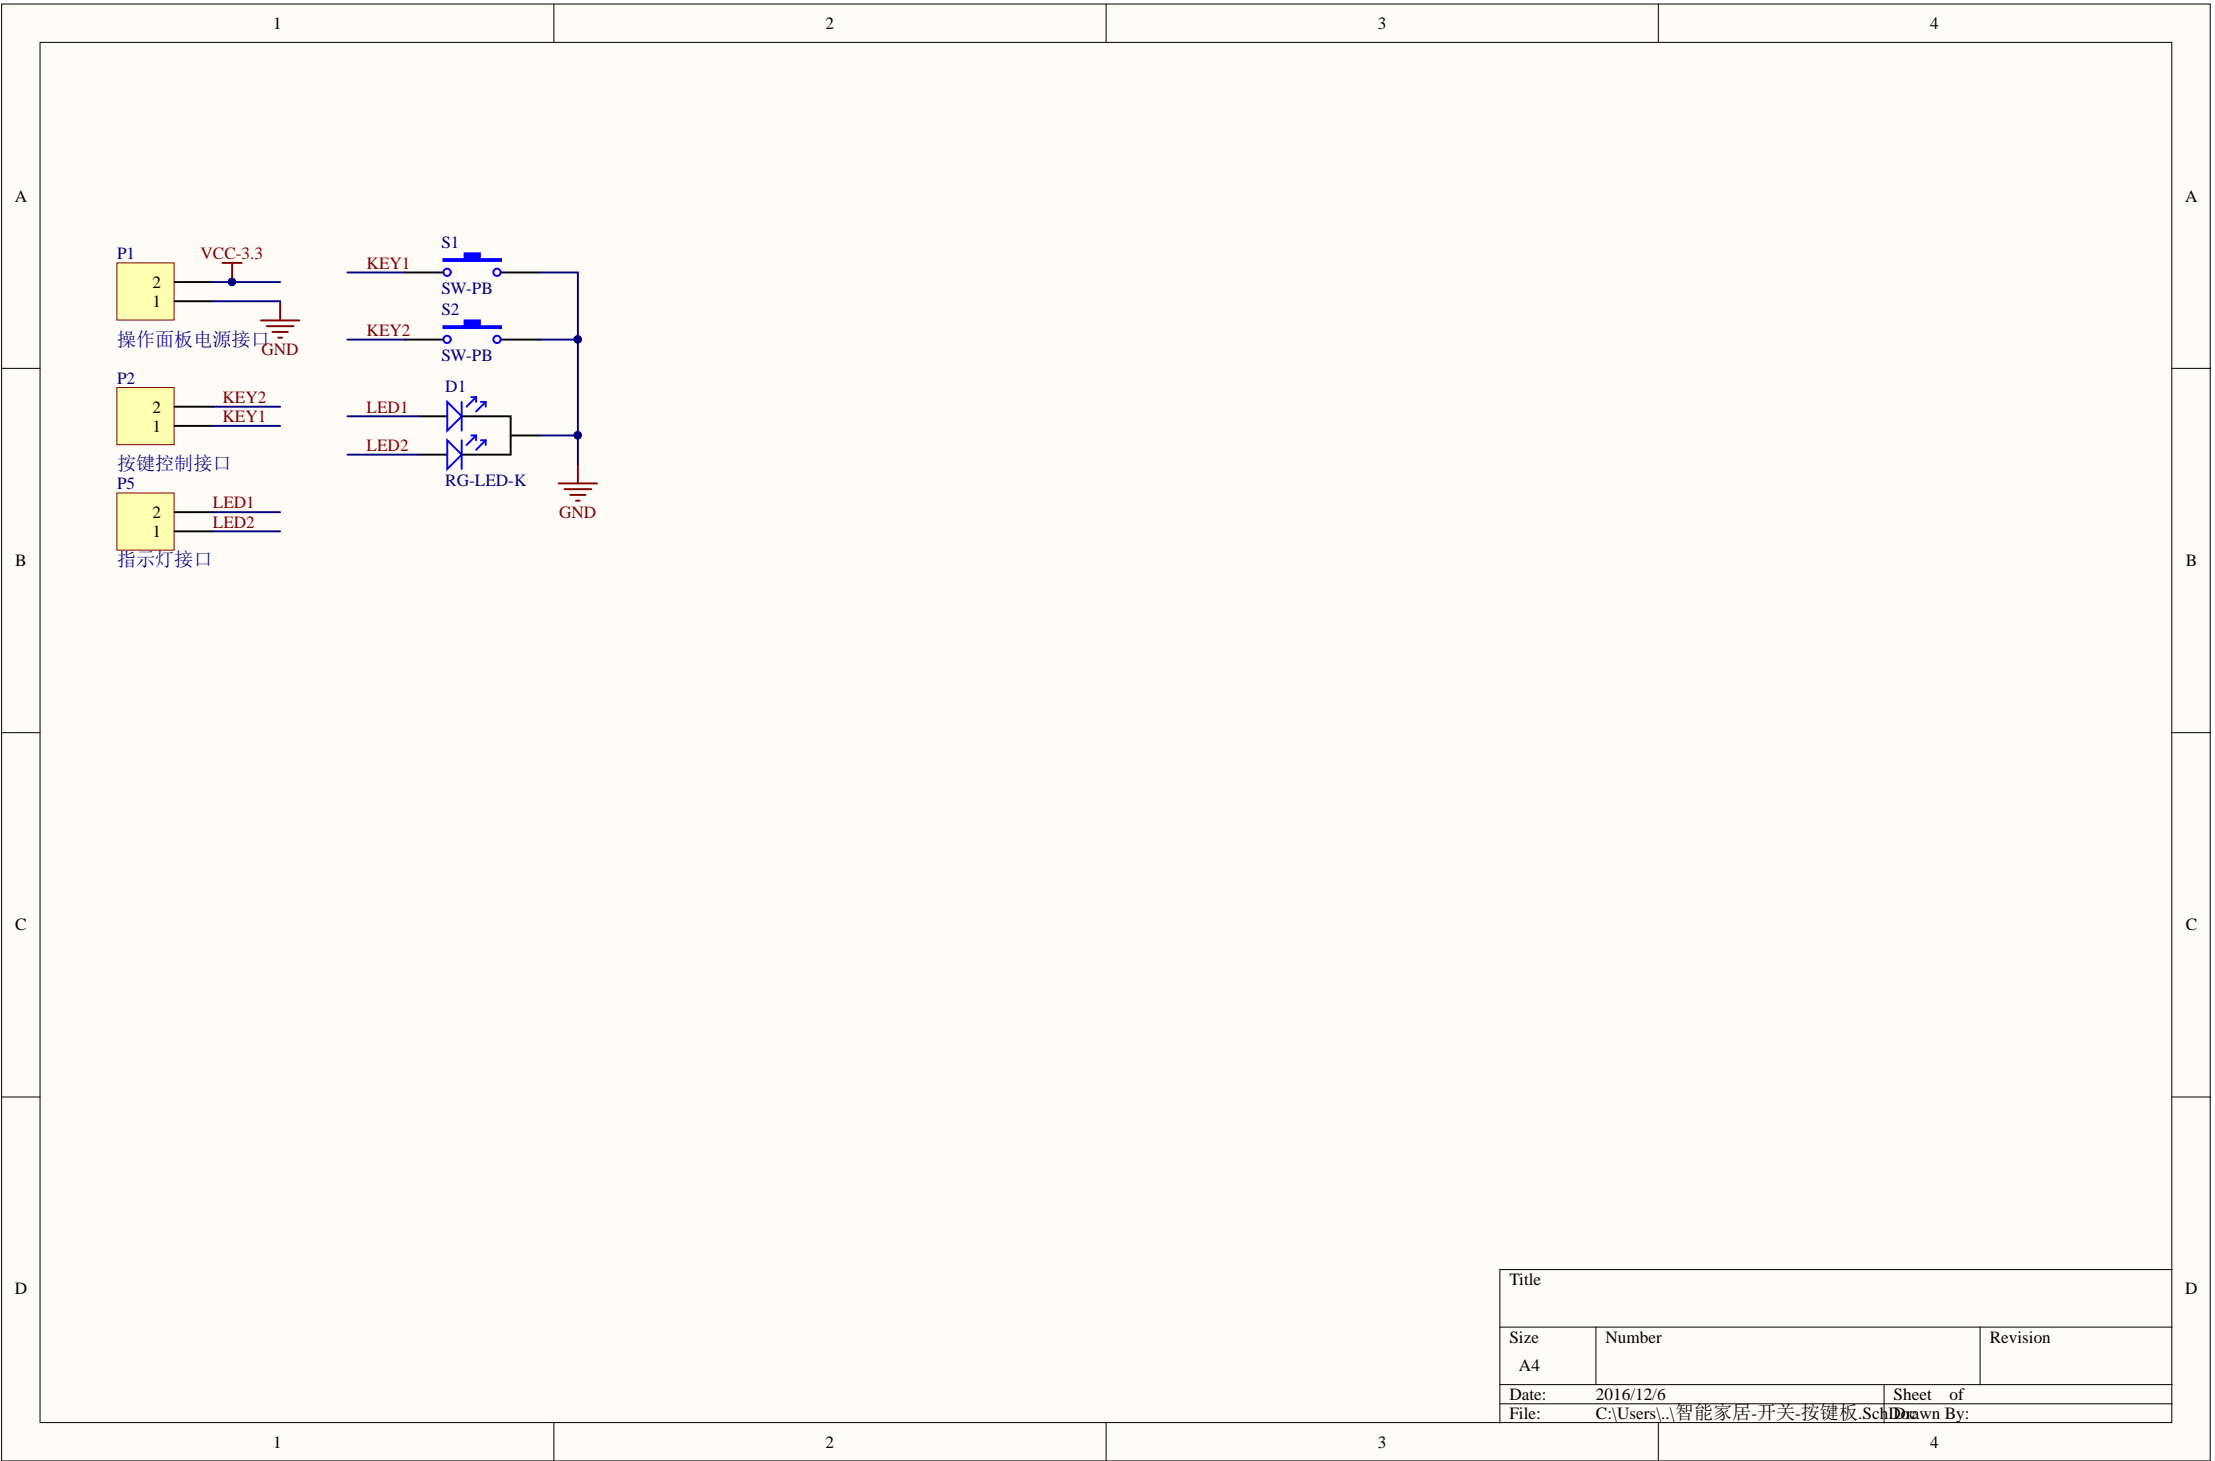 1 2 3 4
A A
P1
VCC-3.3
2
1
操作面板电源接口
GND
S1
KEY1
SW-PB
S2
KEY2
SW-PB
P2
2 KEY2
1 KEY1
按键控制接口
D1
LED1
LED2
RG-LED-K
GND
P5
2 LED1
1 LED2
指示灯接口
B B
C C
D D
Title
Size Number Revision
A4
Date: 2016/12/6 Sheet of
File: C:\Users\..\智能家居-开关-按键板.SchDoc Drawn By:
1 2 3 4